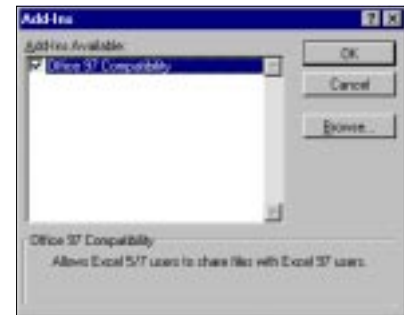 Add-Ins
Add-Ins Available:
Office 97 Compatibility
OK
Cancel
Browse...
Office 97 Compatibility
Allows Excel 5/7 users to share files with Excel 97 users.